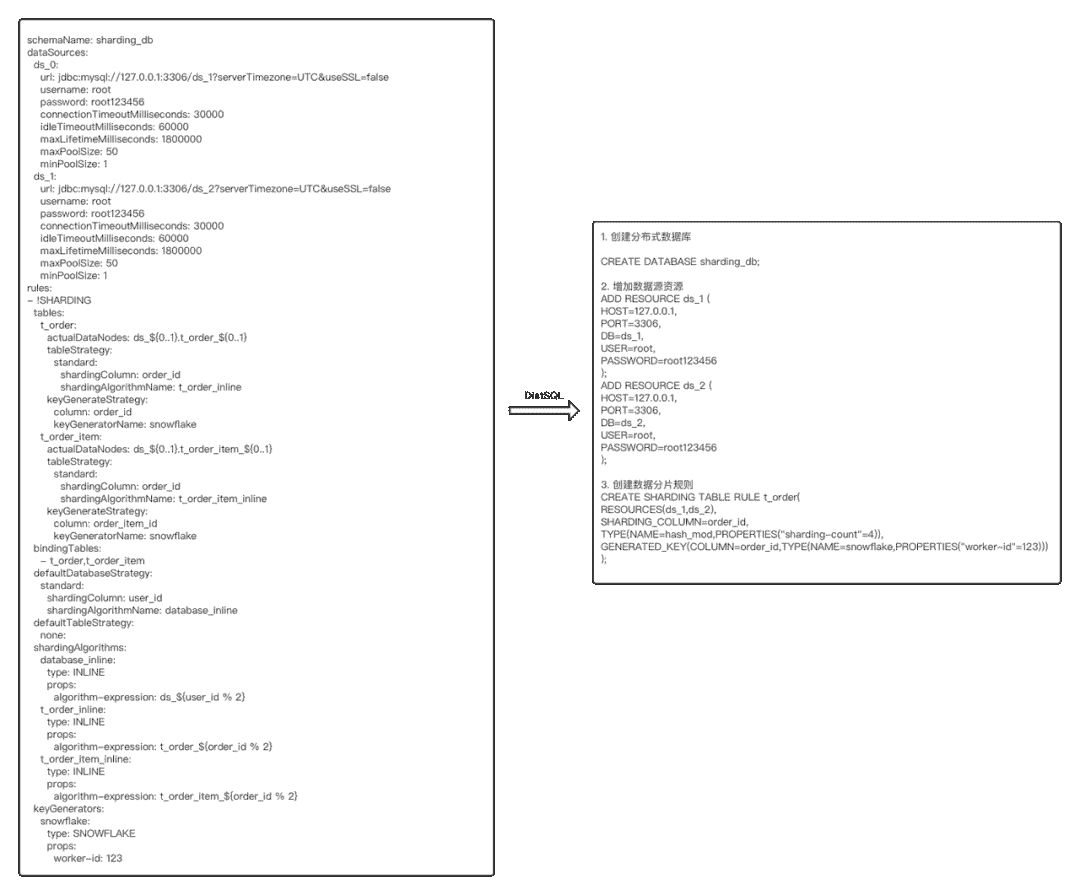 schemaName: sharding_db
dataSources:
ds_0:
url: jdbc:mysql://127.0.0.1:3306/ds_1?serverTimezone=UTC&useSSL=false
username: root
password: root123456
connectionTimeoutMilliseconds: 30000
idleTimeoutMilliseconds: 60000
maxLifetimeMilliseconds: 1800000
maxPoolSize: 50
minPoolSize: 1
ds_1:
url: jdbc:mysql://127.0.0.1:3306/ds_2?serverTimezone=UTC&useSSL=false
username: root
password: root123456
connectionTimeoutMilliseconds: 30000
idleTimeoutMilliseconds: 60000
maxLifetimeMilliseconds: 1800000
maxPoolSize: 50
minPoolSize: 1
rules:
- !SHARDING
tables:
t_order:
actualDataNodes: ds_${0..1}.t_order_${0..1}
tableStrategy:
standard:
shardingColumn: order_id
shardingAlgorithmName: t_order_inline
keyGenerateStrategy:
column: order_id
keyGeneratorName: snowflake
t_order_item:
actualDataNodes: ds_${0..1}.t_order_item_${0..1}
tableStrategy:
standard:
shardingColumn: order_id
shardingAlgorithmName: t_order_item_inline
keyGenerateStrategy:
column: order_item_id
keyGeneratorName: snowflake
bindingTables:
- t_order,t_order_item
defaultDatabaseStrategy:
standard:
shardingColumn: user_id
shardingAlgorithmName: database_inline
defaultTableStrategy:
none:
shardingAlgorithms:
database_inline:
type: INLINE
props:
algorithm-expression: ds_${user_id % 2}
t_order_inline:
type: INLINE
props:
algorithm-expression: t_order_${order_id % 2}
t_order_item_inline:
type: INLINE
props:
algorithm-expression: t_order_item_${order_id % 2}
keyGenerators:
snowflake:
type: SNOWFLAKE
props:
worker-id: 123
DistSQL
1. 创建分布式数据库
CREATE DATABASE sharding_db;
2. 增加数据源资源
ADD RESOURCE ds_1 (
HOST=127.0.0.1,
PORT=3306,
DB=ds_1,
USER=root,
PASSWORD=root123456
);
ADD RESOURCE ds_2 (
HOST=127.0.0.1,
PORT=3306,
DB=ds_2,
USER=root,
PASSWORD=root123456
);
3. 创建数据分片规则
CREATE SHARDING TABLE RULE t_order(
RESOURCES(ds_1,ds_2),
SHARDING_COLUMN=order_id,
TYPE(NAME=hash_mod,PROPERTIES("sharding-count"=4)),
GENERATED_KEY(COLUMN=order_id,TYPE(NAME=snowflake,PROPERTIES("worker-id"=123)))
);